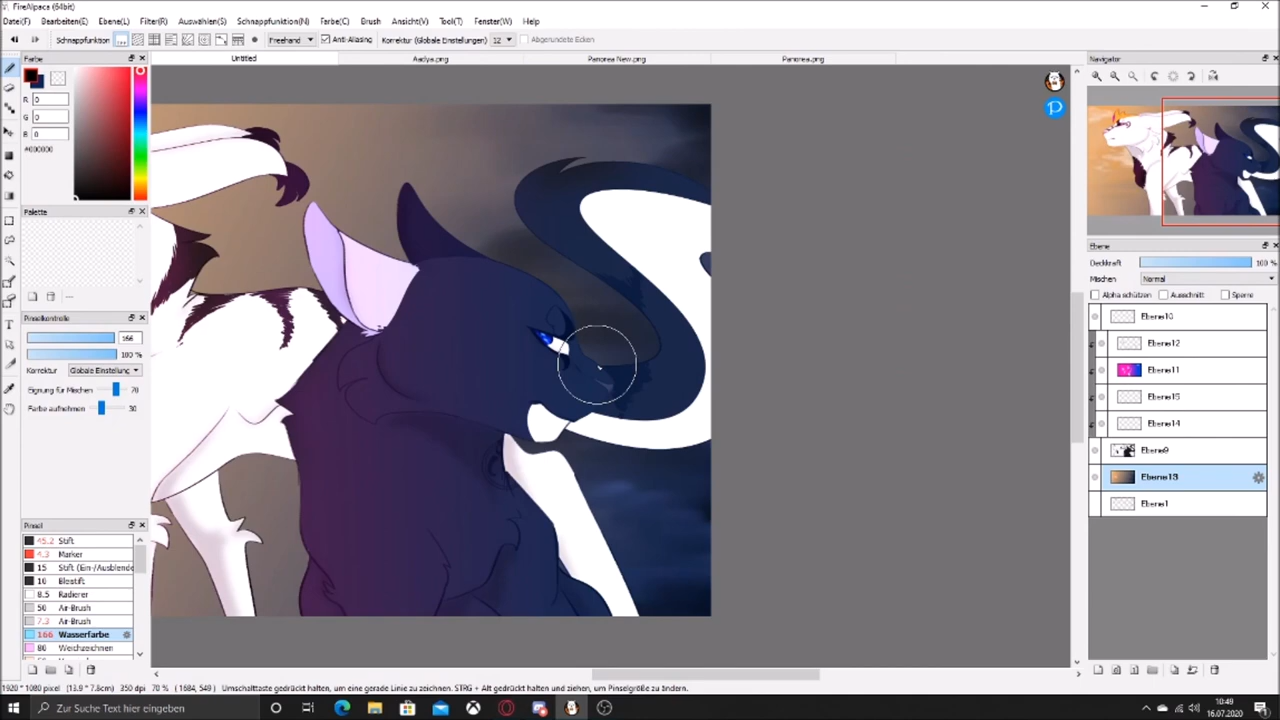 FireAlpaca (64bit)
Datei(F) Bearbeiten(E) Ebene(L) Filter(R) Auswählen(S) Schnappfunktion(N) Farbe(C) Brush Ansicht(V) Tool(T) Fenster(W) Help
Schnappfunktion Freehand Anti-Aliasing Korrektur (Globale Einstellungen) 12 Abgerundete Ecken
Farbe
Untitled Aadya.png Panorea New.png Panorea.png
Navigator
R 0
G 0
B 0
#000000
Palette
Ebene
Deckkraft 100 %
Mischen Normal
Alpha schützen Ausschnitt Sperre
Ebene10
Ebene12
Ebene11
Ebene15
Ebene14
Ebene9
Ebene13
Ebene1
Pinselkontrolle
166
100 %
Korrektur Globale Einstellung
Eignung für Mischen 70
Farbe aufnehmen 30
Pinsel
45.2 Stift
4.3 Marker
15 Stift (Ein-/Ausblende
10 Bleistift
8.5 Radierer
50 Air-Brush
7.3 Air-Brush
166 Wasserfarbe
80 Weichzeichnen
1920 * 1080 pixel (13.9 * 7.8cm) 350 dpi 70 % ( 1684, 549 ) Umschalttaste gedrückt halten, um eine gerade Linie zu zeichnen. STRG + Alt gedrückt halten und ziehen, um Pinselgröße zu ändern.
Zur Suche Text hier eingeben
10:49
16.07.2020